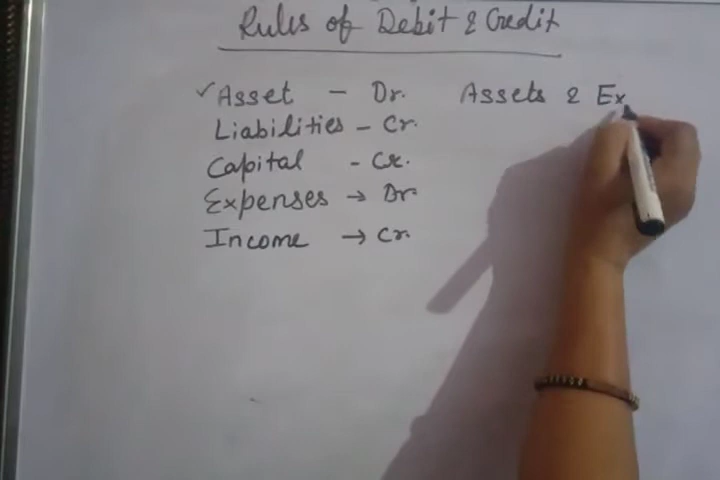 Rules of Debit & Credit
✓Asset - Dr. Assets & Ex
Liabilities - Cr.
Capital - Cr.
Expenses → Dr
Income → Cr.